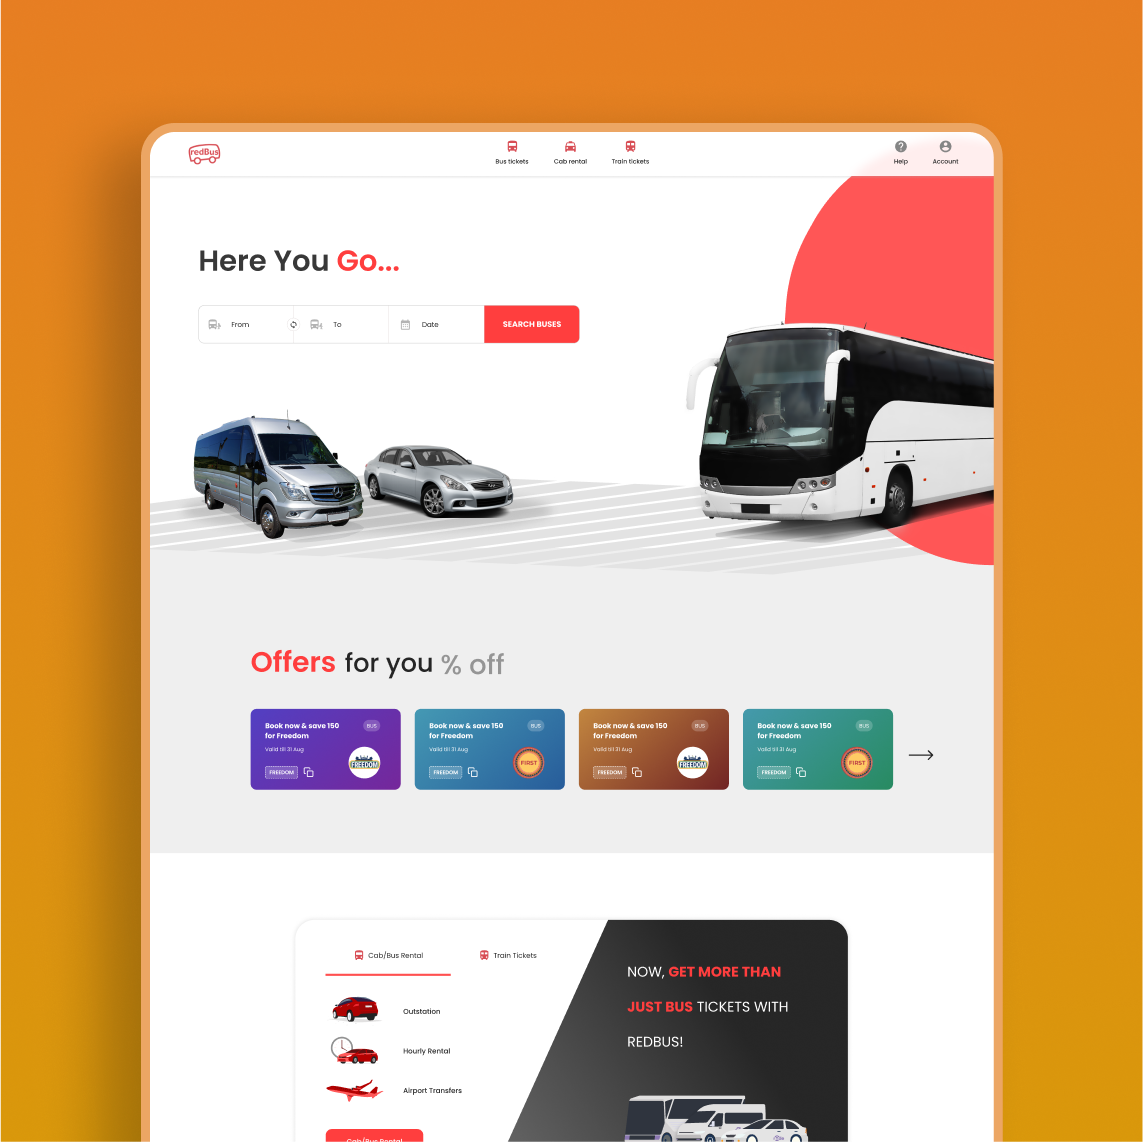 redBus
Bus tickets
Cab rental
Train tickets
Help
Account
Here You Go...
From
To
Date
SEARCH BUSES
Offers for you % off
Book now & save 150
for Freedom
BUS
Valid till 31 Aug
FREEDOM
FREEDOM
Book now & save 150
for Freedom
BUS
Valid till 31 Aug
FREEDOM
FIRST
Book now & save 150
for Freedom
BUS
Valid till 31 Aug
FREEDOM
FREEDOM
Book now & save 150
for Freedom
BUS
Valid till 31 Aug
FREEDOM
FIRST
Cab/Bus Rental
Train Tickets
Outstation
Hourly Rental
Airport Transfers
Cab/Bus Rental
NOW, GET MORE THAN
JUST BUS TICKETS WITH
REDBUS!